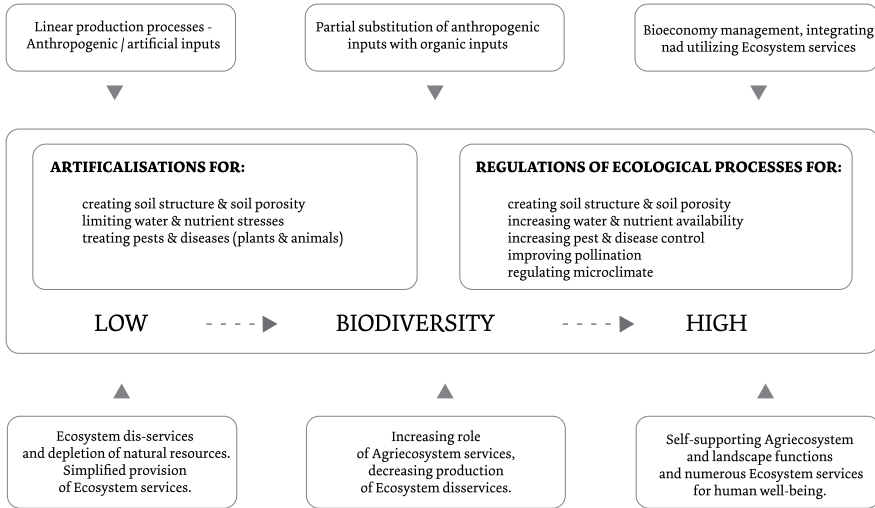 Linear production processes -
Anthropogenic / artificial inputs
Partial substitution of anthropogenic
inputs with organic inputs
Bioeconomy management, integrating
nad utilizing Ecosystem services
ARTIFICALISATIONS FOR:
creating soil structure & soil porosity
limiting water & nutrient stresses
treating pests & diseases (plants & animals)
REGULATIONS OF ECOLOGICAL PROCESSES FOR:
creating soil structure & soil porosity
increasing water & nutrient availability
increasing pest & disease control
improving pollination
regulating microclimate
LOW
BIODIVERSITY
HIGH
Ecosystem dis-services
and depletion of natural resources.
Simplified provision
of Ecosystem services.
Increasing role
of Agriecosystem services,
decreasing production
of Ecosystem disservices.
Self-supporting Agriecosystem
and landscape functions
and numerous Ecosystem services
for human well-being.